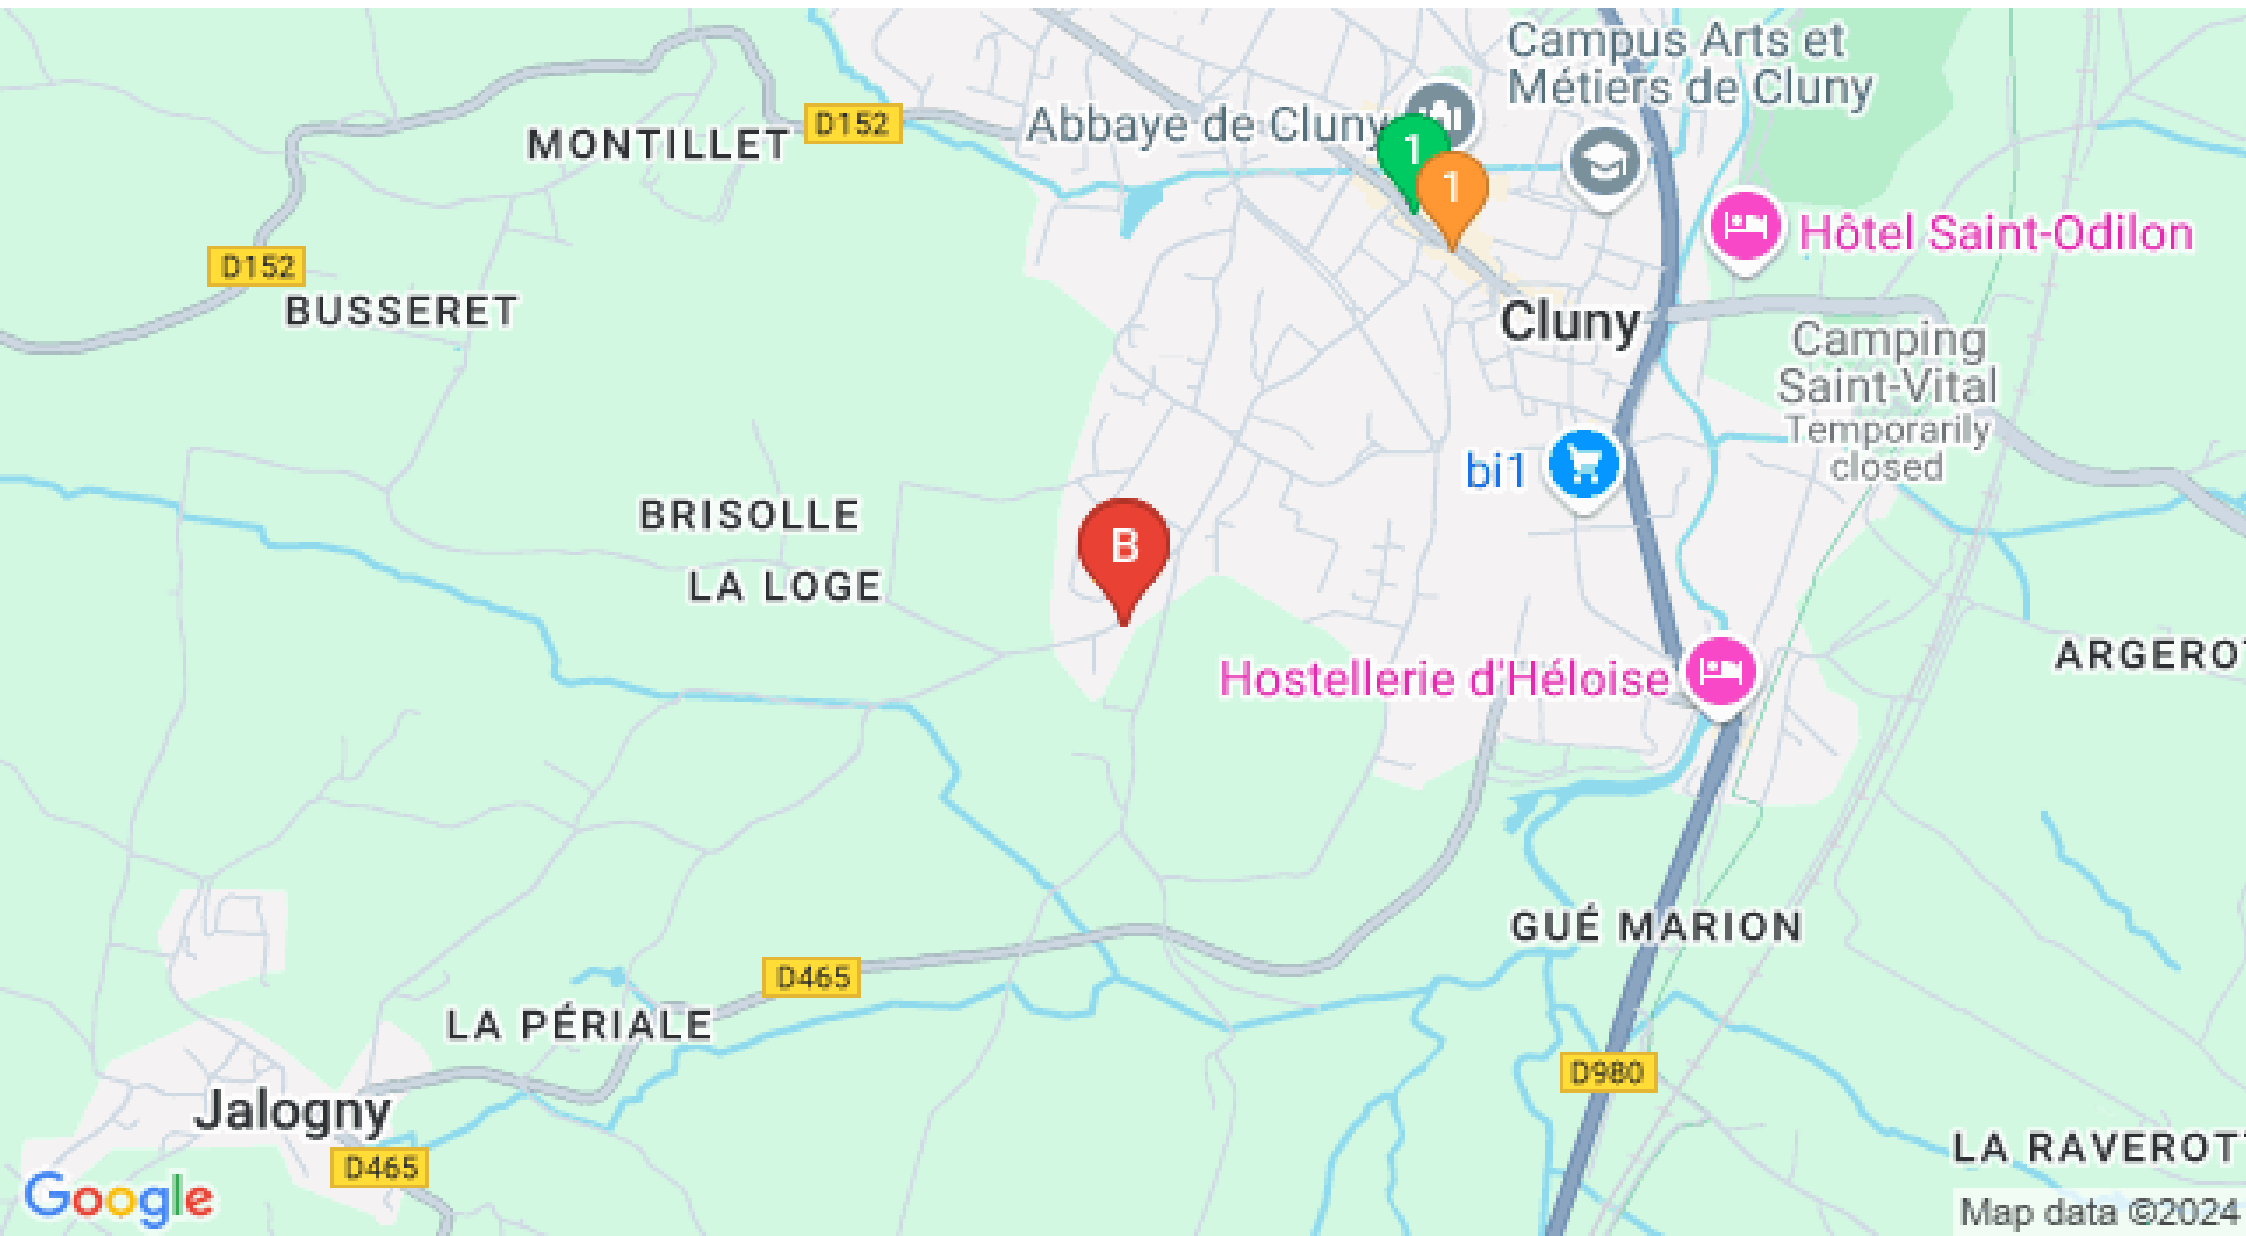 Campus Arts et
Métiers de Cluny
Abbaye de Cluny
MONTILLET
D152
1
1
Hôtel Saint-Odilon
D152
BUSSERET
Cluny
Camping
Saint-Vital
Temporarily
closed
bi1
BRISOLLE
B
LA LOGE
ARGERO
Hostellerie d'Héloise
GUÉ MARION
D465
LA PÉRIALE
D980
Jalogny
LA RAVEROT
D465
Google
Map data ©2024